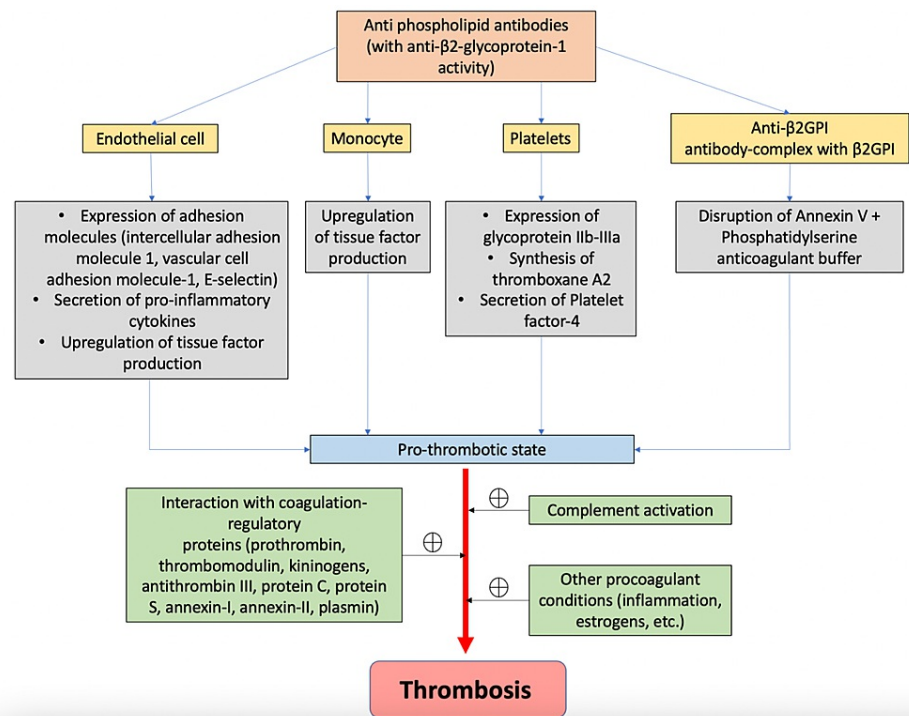 Anti phospholipid antibodies
(with anti-β2-glycoprotein-1
activity)
Endothelial cell
Monocyte
Platelets
Anti-β2GPI
antibody-complex with β2GPI
• Expression of adhesion
molecules (intercellular adhesion
molecule 1, vascular cell
adhesion molecule-1, E-selectin)
• Secretion of pro-inflammatory
cytokines
• Upregulation of tissue factor
production
Upregulation
of tissue factor
production
• Expression of
glycoprotein IIb-IIIa
• Synthesis of
thromboxane A2
• Secretion of Platelet
factor-4
Disruption of Annexin V +
Phosphatidylserine
anticoagulant buffer
Pro-thrombotic state
Interaction with coagulation-
regulatory
proteins (prothrombin,
thrombomodulin, kininogens,
antithrombin III, protein C, protein
S, annexin-I, annexin-II, plasmin)
Complement activation
Other procoagulant
conditions (inflammation,
estrogens, etc.)
Thrombosis